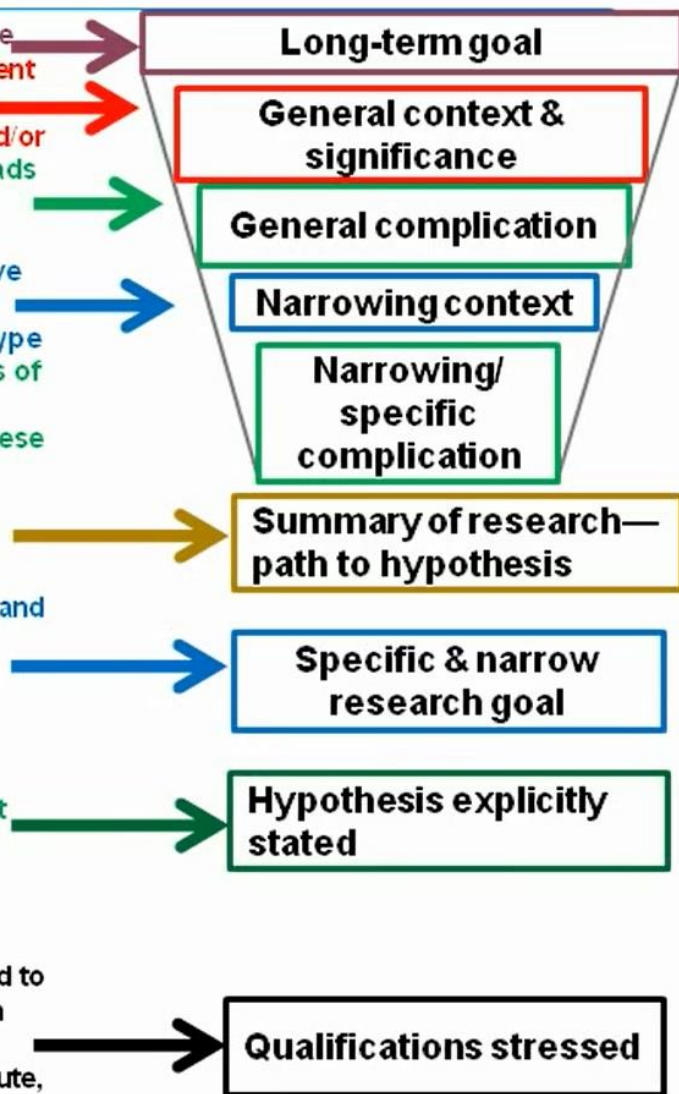 e
Long-term goal
ent
General context &
significance
d/or
ads
General complication
ve
Narrowing context
ype
s of
Narrowing/
specific
complication
ese
Summary of research—
path to hypothesis
and
Specific & narrow
research goal
t
Hypothesis explicitly
stated
d to
Qualifications stressed
ute,